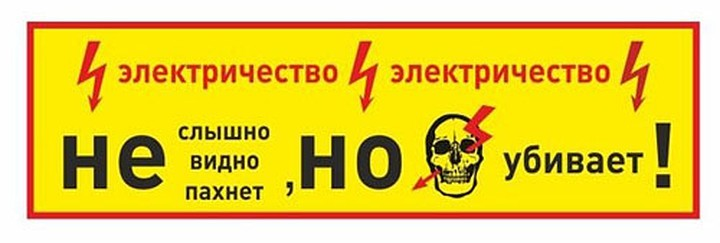 электричество электричество
не слышно видно пахнет, но убивает!